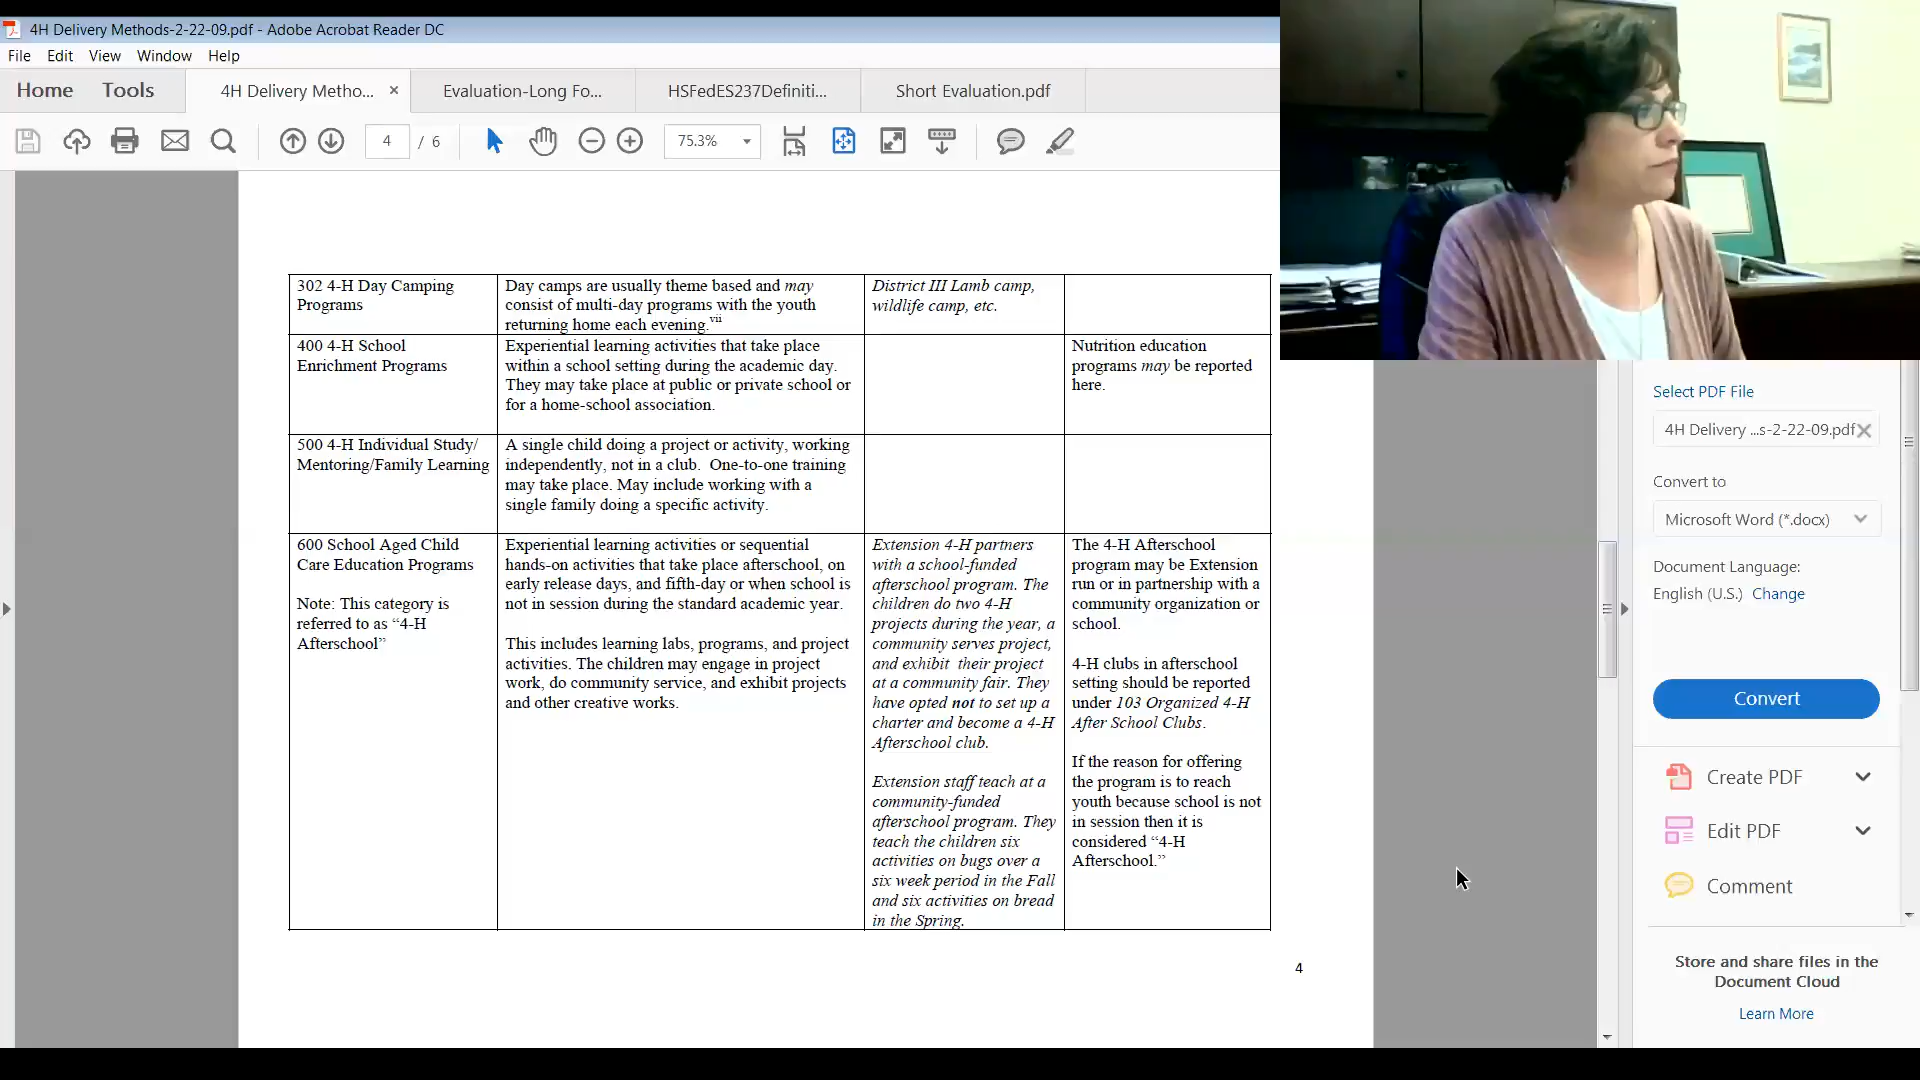 4H Delivery Methods-2-22-09.pdf - Adobe Acrobat Reader DC
File Edit View Window Help
Home Tools 4H Delivery Metho... × Evaluation-Long Fo... HSFedES237Definiti... Short Evaluation.pdf
4 / 6 75.3%
302 4-H Day Camping
Programs
Day camps are usually theme based and may
consist of multi-day programs with the youth
returning home each evening.vii
District III Lamb camp,
wildlife camp, etc.
400 4-H School
Enrichment Programs
Experiential learning activities that take place
within a school setting during the academic day.
They may take place at public or private school or
for a home-school association.
Nutrition education
programs may be reported
here.
500 4-H Individual Study/
Mentoring/Family Learning
A single child doing a project or activity, working
independently, not in a club. One-to-one training
may take place. May include working with a
single family doing a specific activity.
600 School Aged Child
Care Education Programs
Note: This category is
referred to as “4-H
Afterschool”
Experiential learning activities or sequential
hands-on activities that take place afterschool, on
early release days, and fifth-day or when school is
not in session during the standard academic year.
This includes learning labs, programs, and project
activities. The children may engage in project
work, do community service, and exhibit projects
and other creative works.
Extension 4-H partners
with a school-funded
afterschool program. The
children do two 4-H
projects during the year, a
community serves project,
and exhibit their project
at a community fair. They
have opted not to set up a
charter and become a 4-H
Afterschool club.
Extension staff teach at a
community-funded
afterschool program. They
teach the children six
activities on bugs over a
six week period in the Fall
and six activities on bread
in the Spring.
The 4-H Afterschool
program may be Extension
run or in partnership with a
community organization or
school.
4-H clubs in afterschool
setting should be reported
under 103 Organized 4-H
After School Clubs.
If the reason for offering
the program is to reach
youth because school is not
in session then it is
considered “4-H
Afterschool.”
4
Select PDF File
4H Delivery ...s-2-22-09.pdf
Convert to
Microsoft Word (*.docx)
Document Language:
English (U.S.) Change
Convert
Create PDF
Edit PDF
Comment
Store and share files in the
Document Cloud
Learn More